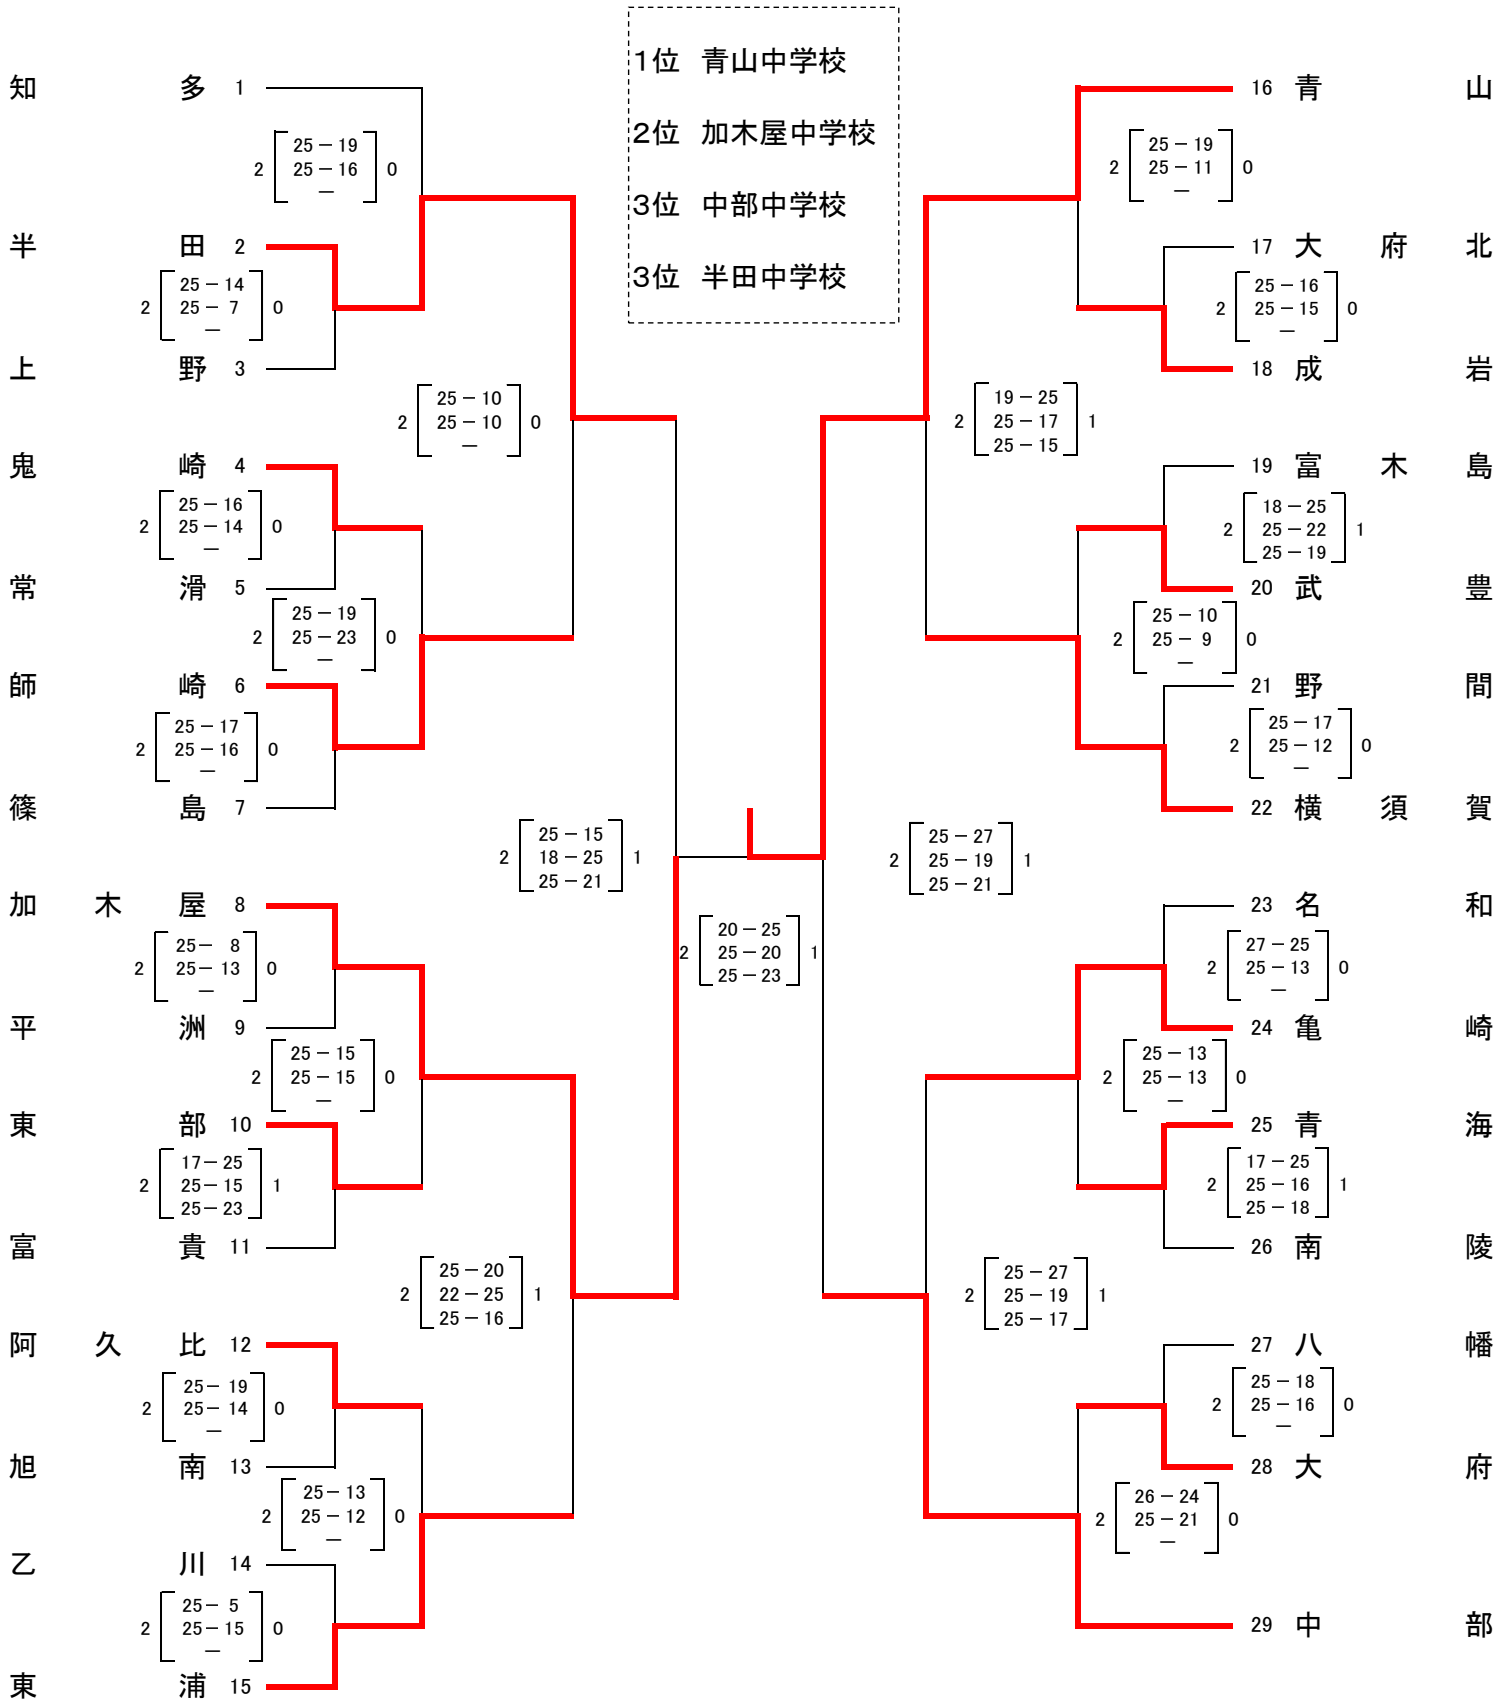 1位 青山中学校
2位 加木屋中学校
3位 中部中学校
3位 半田中学校
知多 1
25－19
2 25－16 0
－
半田 2
25－14
2 25－7 0
－
上野 3
25－10
2 25－10 0
－
鬼崎 4
25－16
2 25－14 0
－
常滑 5
25－19
2 25－23 0
－
師崎 6
25－17
2 25－16 0
－
篠島 7
25－15
2 18－25 1
25－21
加木屋 8
25－8
2 25－13 0
－
平洲 9
25－15
2 25－15 0
－
東部 10
17－25
2 25－15 1
25－23
富貴 11
25－20
2 22－25 1
25－16
阿久比 12
25－19
2 25－14 0
－
旭南 13
25－13
2 25－12 0
－
乙川 14
25－5
2 25－15 0
－
東浦 15
20－25
2 25－20 1
25－23
16 青山
25－19
2 25－11 0
－
17 大府北
25－16
2 25－15 0
－
18 成岩
19－25
2 25－17 1
25－15
19 富木島
18－25
2 25－22 1
25－19
20 武豊
25－10
2 25－9 0
－
21 野間
25－17
2 25－12 0
－
22 横須賀
25－27
2 25－19 1
25－21
23 名和
27－25
2 25－13 0
－
24 亀崎
25－13
2 25－13 0
－
25 青海
17－25
2 25－16 1
25－18
26 南陵
25－27
2 25－19 1
25－17
27 八幡
25－18
2 25－16 0
－
28 大府
26－24
2 25－21 0
－
29 中部